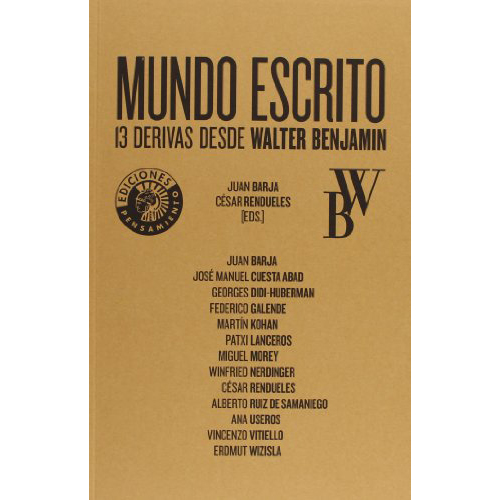 MUNDO ESCRITO
13 DERIVAS DESDE WALTER BENJAMIN
EDICIONES
PENSAMIENTO
JUAN BARJA
CÉSAR RENDUELES
[EDS.]
WB
JUAN BARJA
JOSÉ MANUEL CUESTA ABAD
GEORGES DIDI-HUBERMAN
FEDERICO GALENDE
MARTÍN KOHAN
PATXI LANCEROS
MIGUEL MOREY
WINFRIED NERDINGER
CÉSAR RENDUELES
ALBERTO RUIZ DE SAMANIEGO
ANA USEROS
VINCENZO VITIELLO
ERDMUT WIZISLA